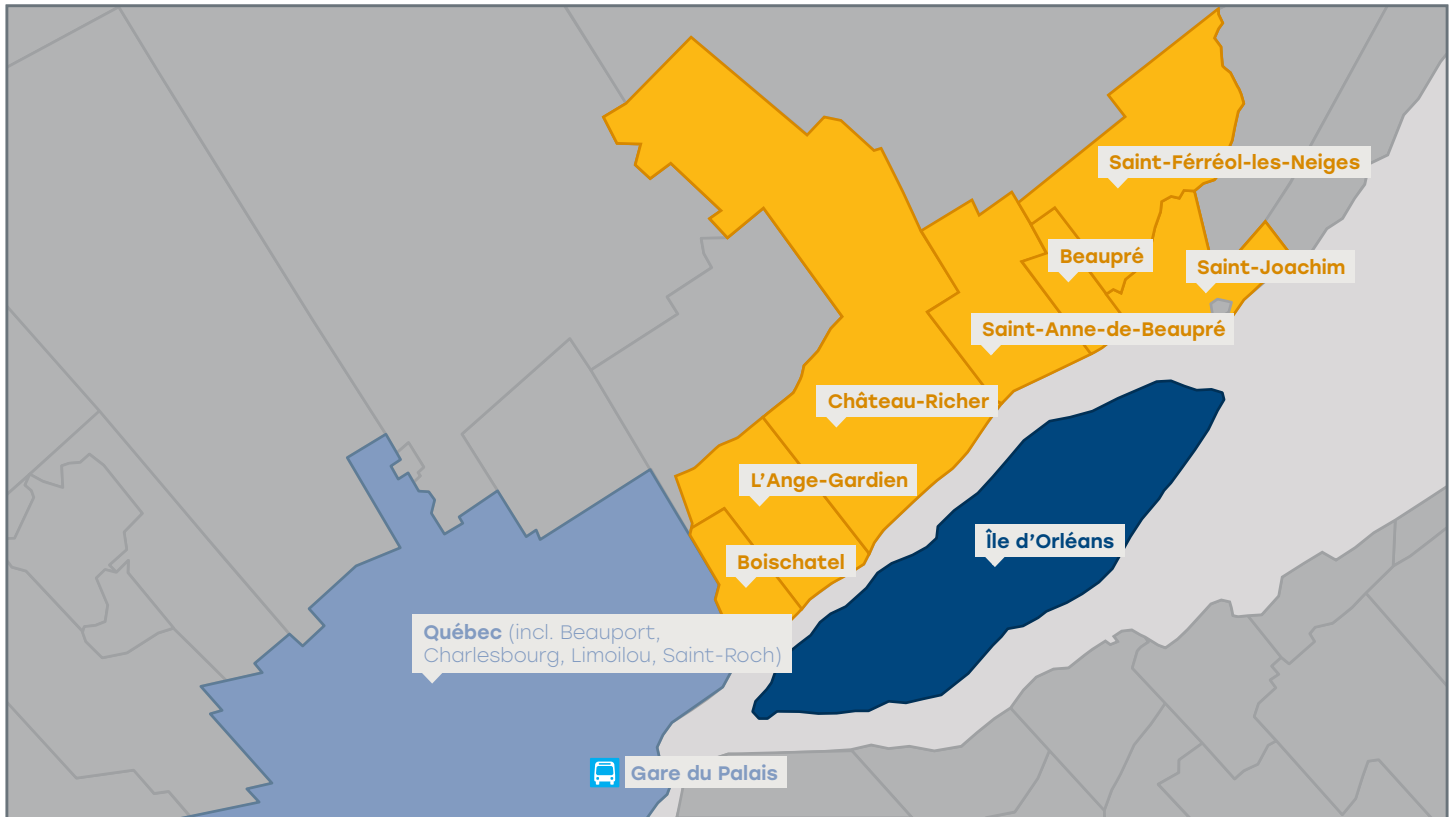 Saint-Férréol-les-Neiges
Beaupré
Saint-Joachim
Saint-Anne-de-Beaupré
Château-Richer
L'Ange-Gardien
Île d'Orléans
Boischatel
Québec (incl. Beauport,
Charlesbourg, Limoilou, Saint-Roch)
Gare du Palais